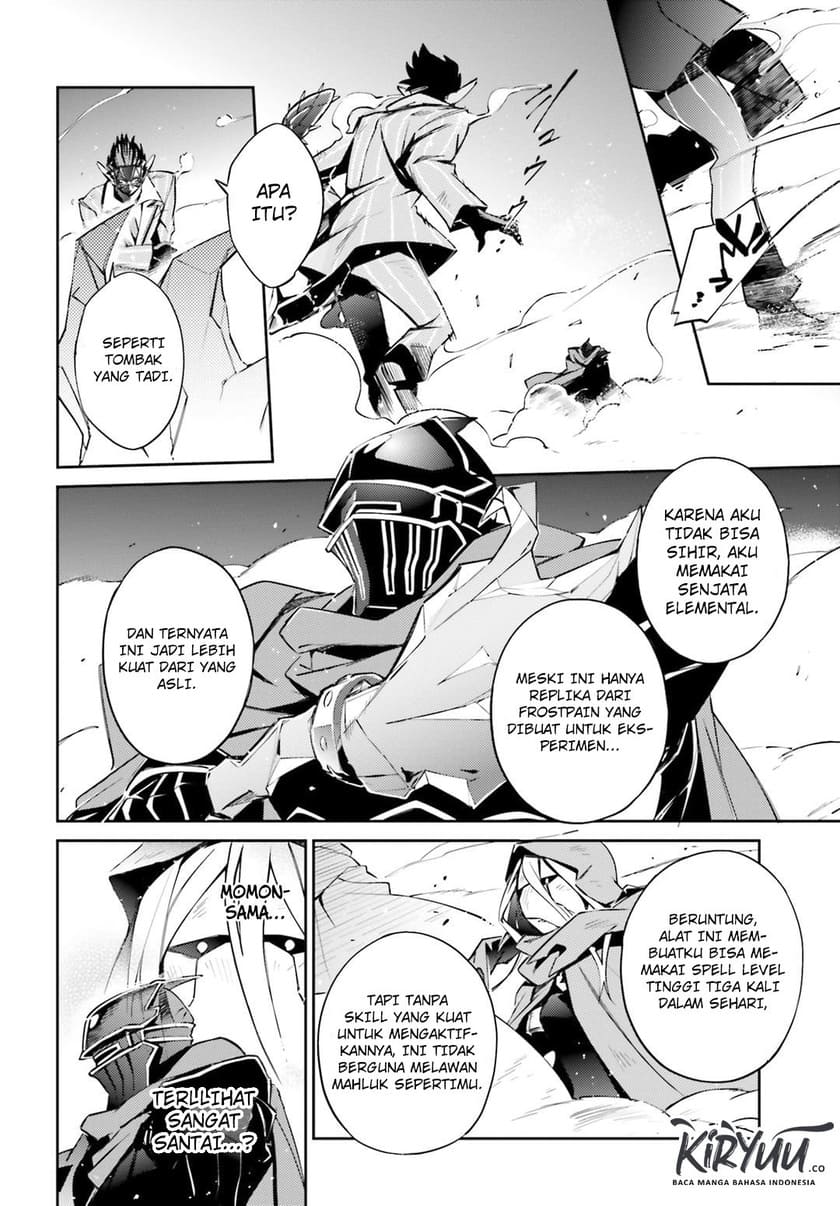 APA
ITU?
SEPERTI
TOMBAK
YANG TADI.
KARENA AKU
TIDAK BISA
SIHIR, AKU
MEMAKAI
SENJATA
ELEMENTAL.
MESKI INI HANYA
REPLIKA DARI
FROSTPAIN YANG
DIBUAT UNTUK EKS-
PERIMEN...
DAN TERNYATA
INI JADI LEBIH
KUAT DARI YANG
ASLI.
BERUNTUNG,
ALAT INI MEM-
BUATKU BISA ME-
MAKAI SPELL LEVEL
TINGGI TIGA KALI
DALAM SEHARI,
TAPI TANPA
SKILL YANG KUAT
UNTUK MENGAKTIF-
KANNYA, INI TIDAK
BERGUNA MELAWAN
MAHLUK SEPERTIMU.
MOMON-
SAMA...
TERLLIHAT
SANGAT
SANTAI....?
KIRYUU.CO
BACA MANGA BAHASA INDONESIA